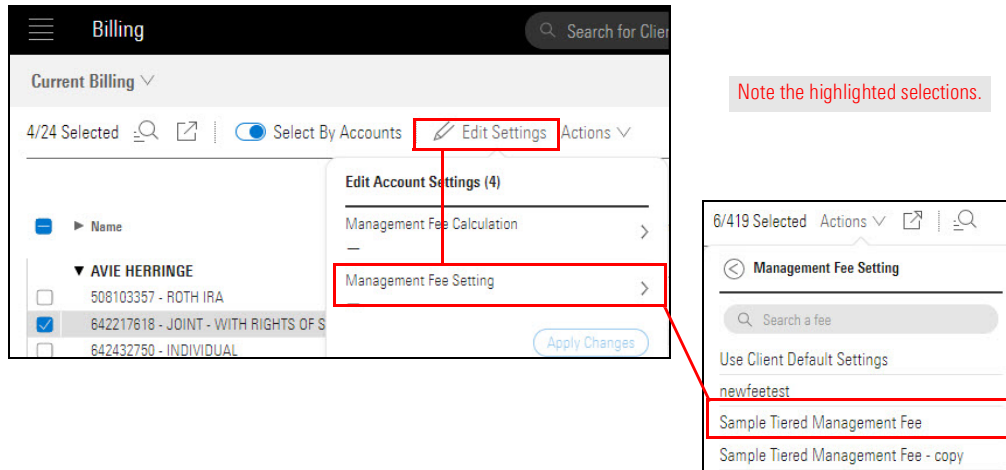 Billing
Search for Clien
Current Billing
Note the highlighted selections.
4/24 Selected
Select By Accounts
Edit Settings
Actions
Edit Account Settings (4)
Name
Management Fee Calculation
—
AVIE HERRINGE
508103357 - ROTH IRA
Management Fee Setting
—
642217618 - JOINT - WITH RIGHTS OF S
642432750 - INDIVIDUAL
Apply Changes
6/419 Selected
Actions
Management Fee Setting
Search a fee
Use Client Default Settings
newfeetest
Sample Tiered Management Fee
Sample Tiered Management Fee - copy